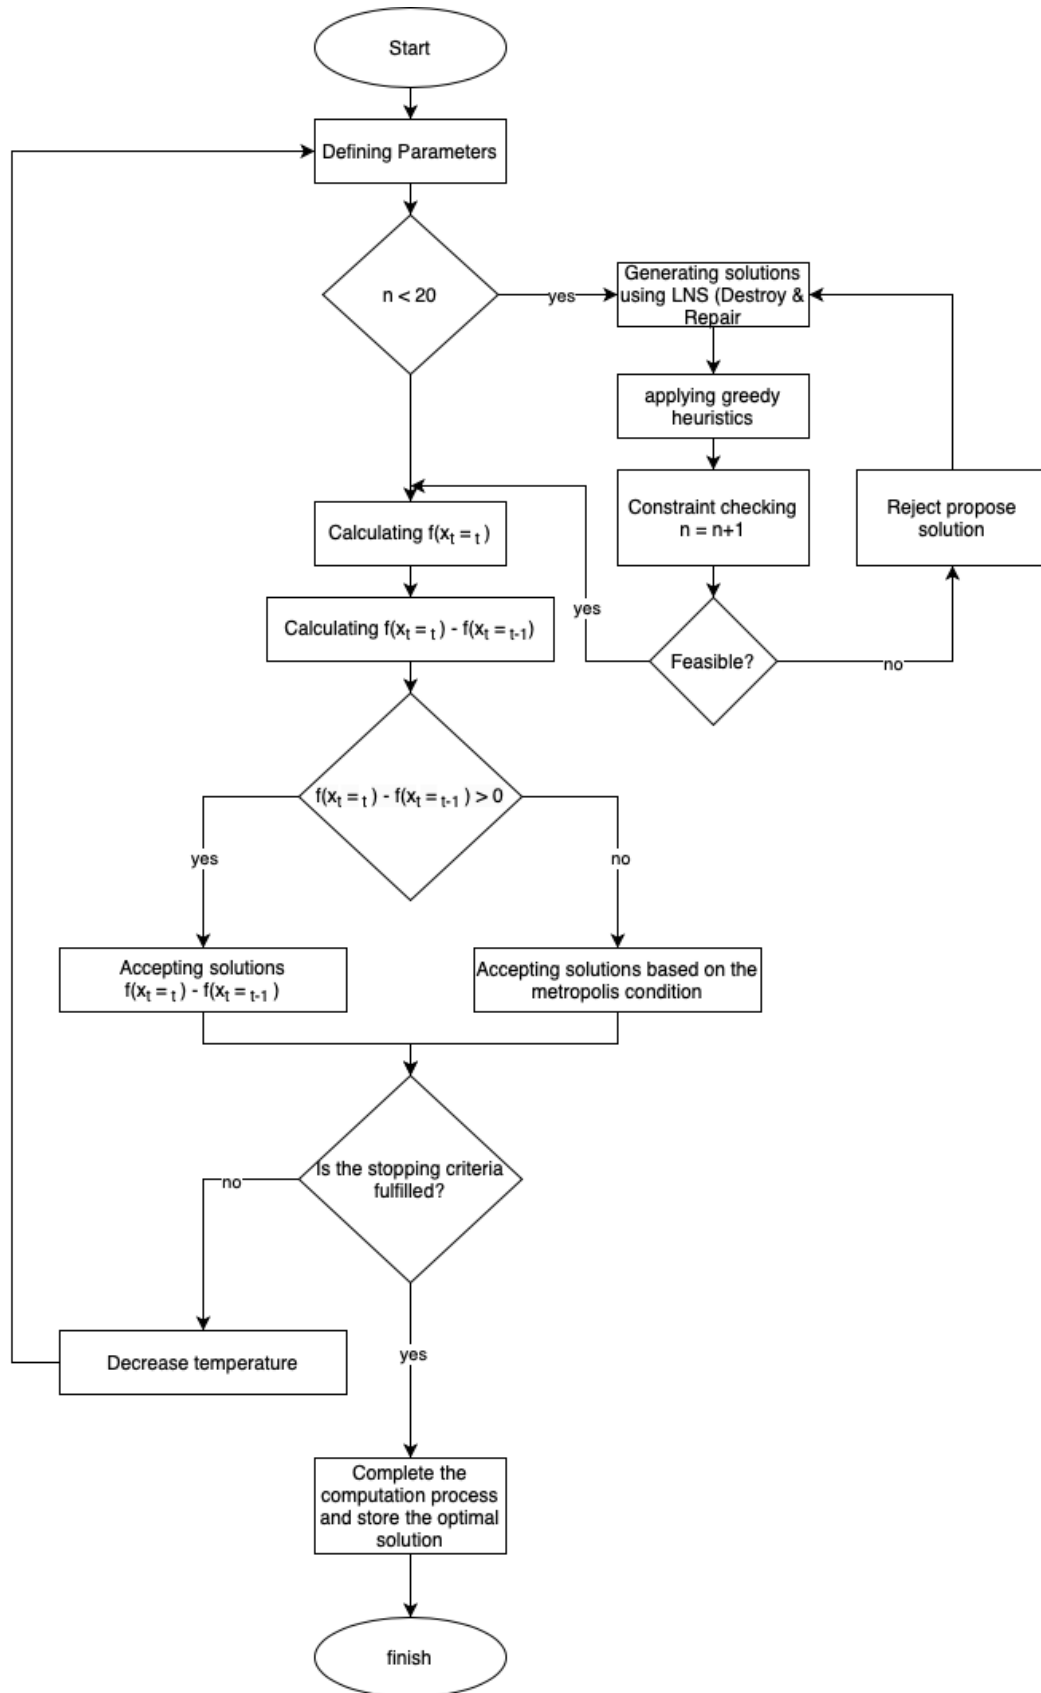 Start
Defining Parameters
n < 20
yes
Generating solutions
using LNS (Destroy &
Repair
applying greedy
heuristics
Constraint checking
n = n+1
Reject propose
solution
Calculating f(xt = t )
yes
Calculating f(xt = t ) - f(xt = t-1)
Feasible?
no
f(xt = t ) - f(xt = t-1 ) > 0
yes
no
Accepting solutions
f(xt = t ) - f(xt = t-1 )
Accepting solutions based on the
metropolis condition
Is the stopping criteria
fulfilled?
no
Decrease temperature
yes
Complete the
computation process
and store the optimal
solution
finish